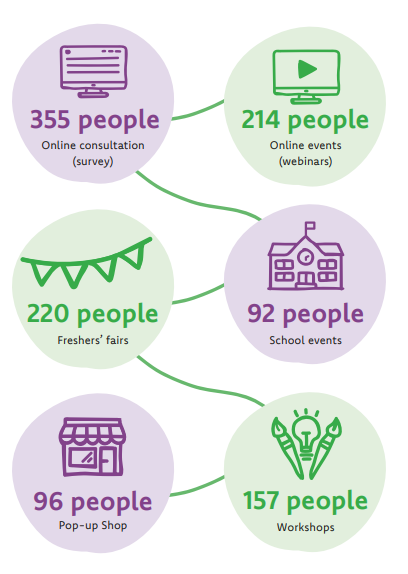 355 people
Online consultation
(survey)
214 people
Online events
(webinars)
220 people
Freshers’ fairs
92 people
School events
96 people
Pop-up Shop
157 people
Workshops